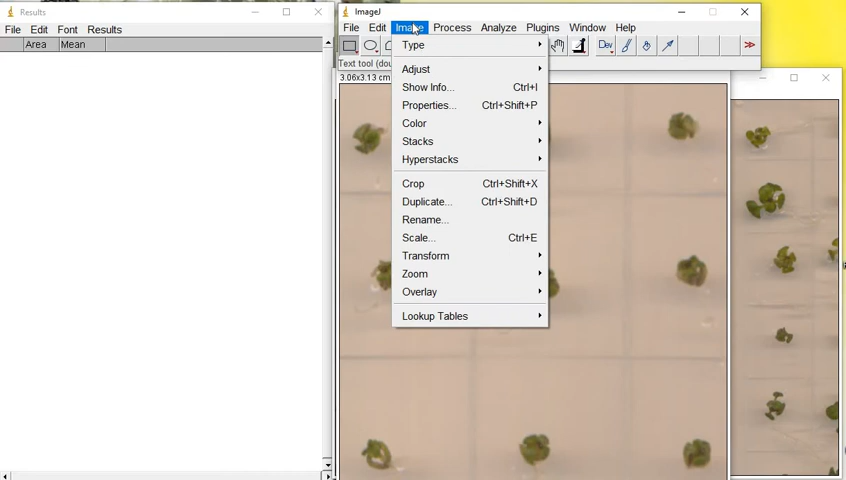 Results
File Edit Font Results
Area Mean
ImageJ
File Edit Image Process Analyze Plugins Window Help
Dev
Text tool (dou
3.06x3.13 cm
Type
Adjust
Show Info... Ctrl+I
Properties... Ctrl+Shift+P
Color
Stacks
Hyperstacks
Crop Ctrl+Shift+X
Duplicate... Ctrl+Shift+D
Rename...
Scale... Ctrl+E
Transform
Zoom
Overlay
Lookup Tables